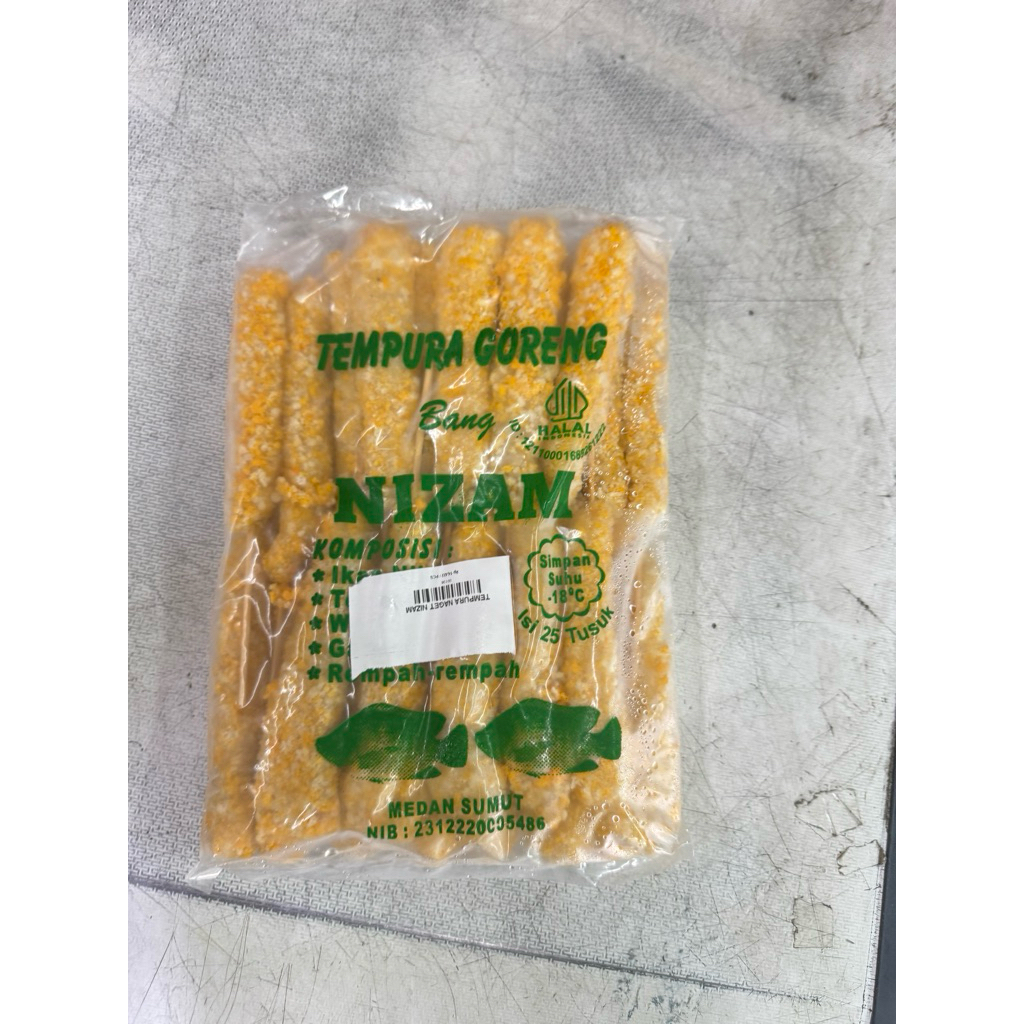 TEMPURA GORENG
Bang
HALAL
INDONESIA
NIZAM
KOMPOSISI :
Simpan
Suhu
-18°C
Isi 25 Tusuk
TEMPURA NAGET NIZAM
Rempah-rempah
MEDAN SUMUT
NIB : 2312220005486